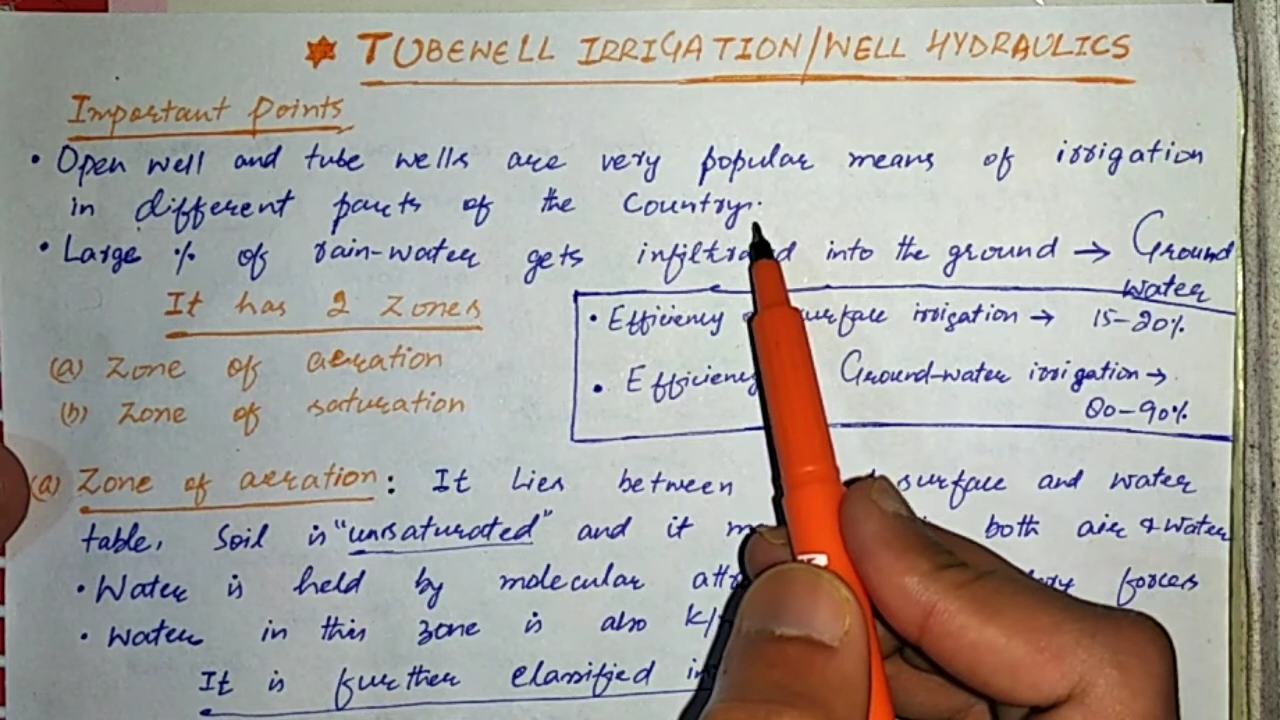 TUBEWELL IRRIGATION/WELL HYDRAULICS
Important Points
• Open well and tube wells are very popular means of irrigation
in different parts of the Country.
• Large % of rain-water gets infiltrated into the ground → Ground
water
It has 2 Zones
(a) Zone of aeration
(b) Zone of saturation
• Efficiency surface irrigation → 15-20%
• Efficiency Ground-water irrigation →
80-90%
(a) Zone of aeration: It lies between surface and water
table, Soil is "unsaturated" and it both air & water
• Water is held by molecular forces
• Water in this zone is also
It is further classified